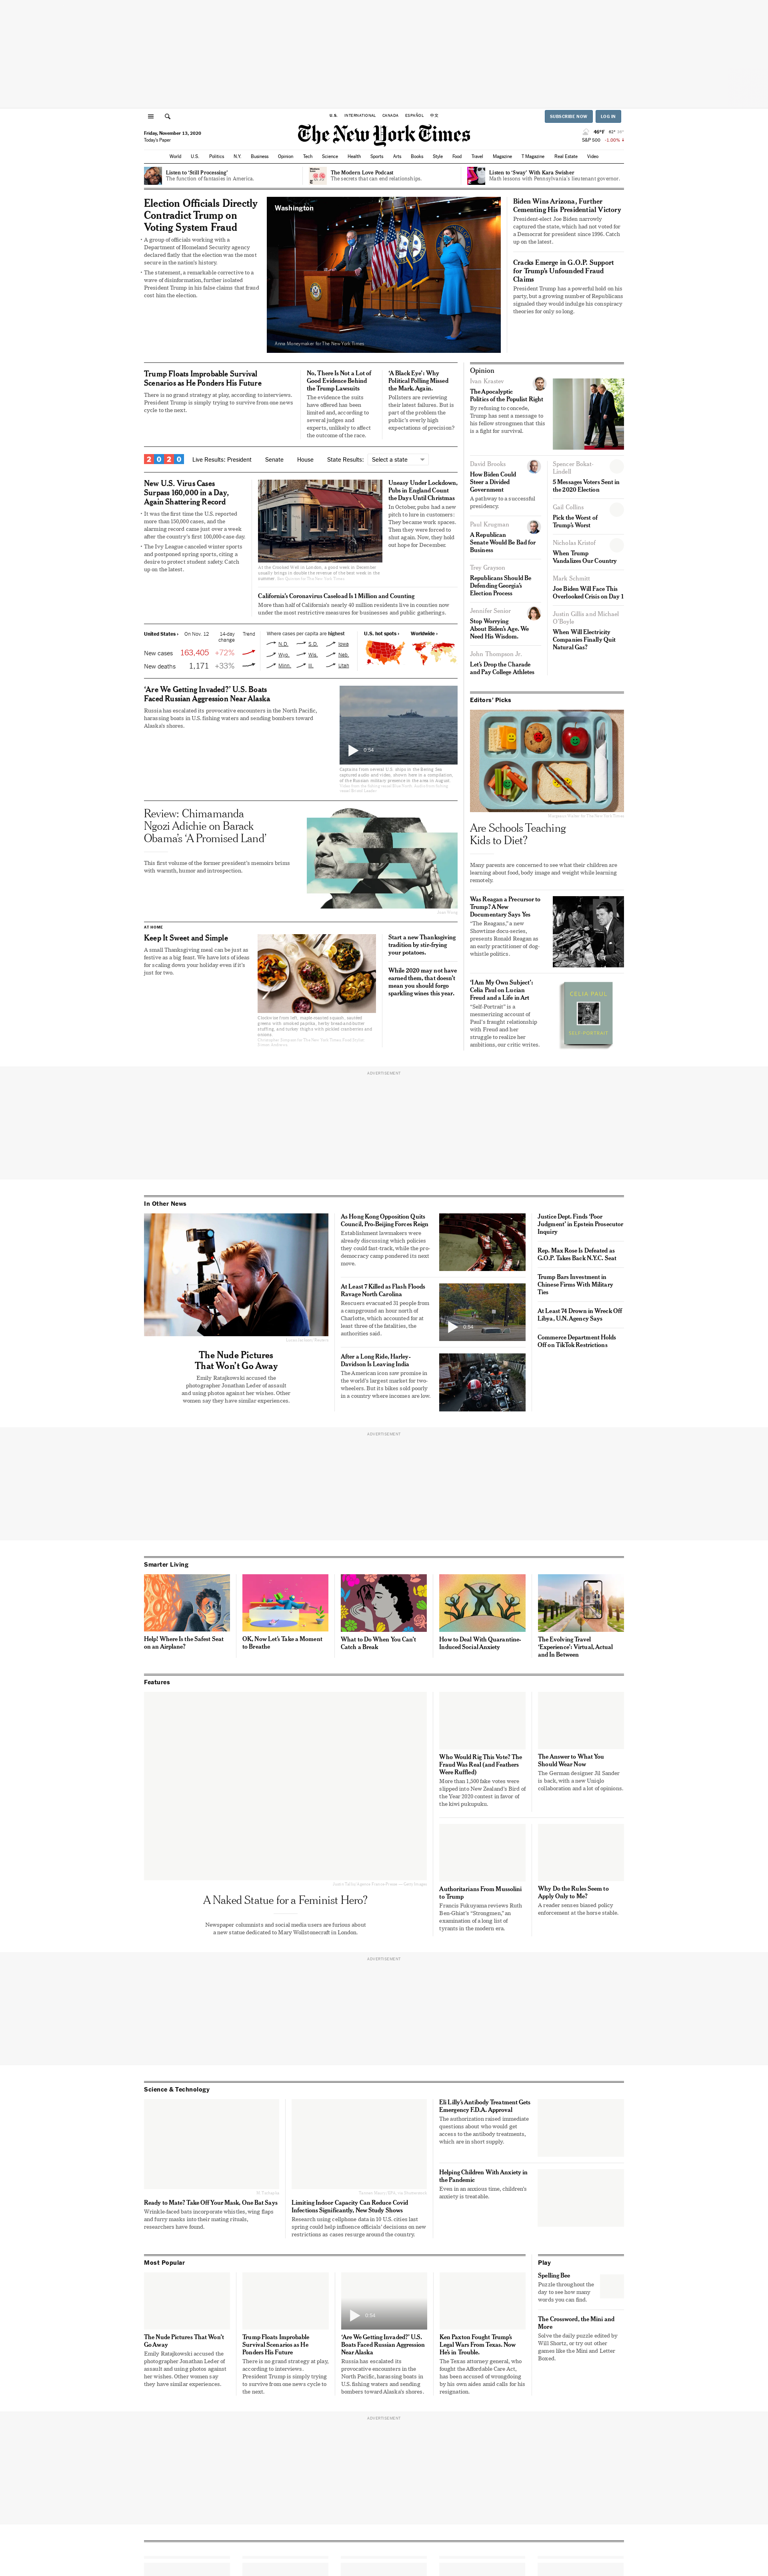 U.S.
INTERNATIONAL
CANADA
ESPAÑOL
中文
SUBSCRIBE NOW
LOG IN
Friday, November 13, 2020
Today's Paper
The New York Times
46°F
S&P 500 -1.00%
World U.S. Politics N.Y. Business Opinion Tech Science Health Sports Arts Books Style Food Travel Magazine T Magazine Real Estate Video
Listen to 'Still Processing'
The function of fantasies in America.
The Modern Love Podcast
The secrets that can end relationships.
Listen to 'Sway' With Kara Swisher
Math lessons with Pennsylvania's lieutenant governor.
Election Officials Directly
Contradict Trump on
Voting System Fraud
• A group of officials working with a
Department of Homeland Security agency
declared flatly that the election was the most
secure in the nation's history.
• The statement, a remarkable corrective to a
wave of disinformation, further isolated
President Trump in his false claims that fraud
cost him the election.
Washington
Anna Moneymaker for The New York Times
Biden Wins Arizona, Further
Cementing His Presidential Victory
President-elect Joe Biden narrowly
captured the state, which had not voted for
a Democrat for president since 1996. Catch
up on the latest.
Cracks Emerge in G.O.P. Support
for Trump's Unfounded Fraud
Claims
President Trump has a powerful hold on his
party, but a growing number of Republicans
signaled they would indulge his conspiracy
theories for only so long.
Trump Floats Improbable Survival
Scenarios as He Ponders His Future
There is no grand strategy at play, according to interviews.
President Trump is simply trying to survive from one news
cycle to the next.
No, There Is Not a Lot of
Good Evidence Behind
the Trump Lawsuits
The evidence the suits
have offered has been
limited and, according to
several judges and
experts, unlikely to affect
the outcome of the race.
'A Black Eye': Why
Political Polling Missed
the Mark. Again.
Pollsters are reviewing
their latest failures. But is
part of the problem the
public's overly high
expectations of precision?
2020
Live Results: President Senate House State Results: Select a state
New U.S. Virus Cases
Surpass 160,000 in a Day,
Again Shattering Record
• It was the first time the U.S. reported
more than 150,000 cases, and the
alarming record came just over a week
after the country's first 100,000-case day.
• The Ivy League canceled winter sports
and postponed spring sports, citing a
desire to protect student safety. Catch
up on the latest.
At the Crooked Well in London, a good week in December
usually brings in double the revenue of the best week in the
summer.
Uneasy Under Lockdown,
Pubs in England Count
the Days Until Christmas
In October, pubs had a new
pitch to lure in customers:
They became work spaces.
Then they were forced to
shut again. Now, they hold
out hope for December.
California's Coronavirus Caseload Is 1 Million and Counting
More than half of California's nearly 40 million residents live in counties now
under the most restrictive measures for businesses and public gatherings.
United States › On Nov. 12 14-day change Trend
New cases 163,405 +72%
New deaths 1,171 +33%
Where cases per capita are highest
N.D. S.D. Iowa
Wyo. Wis. Neb.
Minn. Ill. Utah
U.S. hot spots ›
Worldwide ›
'Are We Getting Invaded?' U.S. Boats
Faced Russian Aggression Near Alaska
Russia has escalated its provocative encounters in the North Pacific,
harassing boats in U.S. fishing waters and sending bombers toward
Alaska's shores.
0:54
Captains from several U.S. ships in the Bering Sea
captured audio and video, shown here in a compilation,
of the Russian military presence in the area in August.
Review: Chimamanda
Ngozi Adichie on Barack
Obama's 'A Promised Land'
This first volume of the former president's memoirs brims
with warmth, humor and introspection.
AT HOME
Keep It Sweet and Simple
A small Thanksgiving meal can be just as
festive as a big feast. We have lots of ideas
for scaling down your holiday even if it's
just for two.
Clockwise from left, maple-roasted squash, sautéed
greens with smoked paprika, herby bread-and-butter
stuffing, and turkey thighs with pickled cranberries and
onions.
Start a new Thanksgiving
tradition by stir-frying
your potatoes.
While 2020 may not have
earned them, that doesn't
mean you should forgo
sparkling wines this year.
Opinion
Ivan Krastev
The Apocalyptic
Politics of the Populist Right
By refusing to concede,
Trump has sent a message to
his fellow strongmen that this
is a fight for survival.
David Brooks
How Biden Could
Steer a Divided
Government
A pathway to a successful
presidency.
Paul Krugman
A Republican
Senate Would Be Bad for
Business
Trey Grayson
Republicans Should Be
Defending Georgia's
Election Process
Jennifer Senior
Stop Worrying
About Biden's Age. We
Need His Wisdom.
John Thompson Jr.
Let's Drop the Charade
and Pay College Athletes
Spencer Bokat-
Lindell
5 Messages Voters Sent in
the 2020 Election
Gail Collins
Pick the Worst of
Trump's Worst
Nicholas Kristof
When Trump
Vandalizes Our Country
Mark Schmitt
Joe Biden Will Face This
Overlooked Crisis on Day 1
Justin Gillis and Michael
O'Boyle
When Will Electricity
Companies Finally Quit
Natural Gas?
Editors' Picks
Are Schools Teaching
Kids to Diet?
Many parents are concerned to see what their children are
learning about food, body image and weight while learning
remotely.
Was Reagan a Precursor to
Trump? A New
Documentary Says Yes
"The Reagans," a new
Showtime docu-series,
presents Ronald Reagan as
an early practitioner of dog-
whistle politics.
'I Am My Own Subject':
Celia Paul on Lucian
Freud and a Life in Art
"Self-Portrait" is a
mesmerizing account of
Paul's fraught relationship
with Freud and her
struggle to realize her
ambitions, our critic writes.
CELIA PAUL
SELF-PORTRAIT
ADVERTISEMENT
In Other News
The Nude Pictures
That Won't Go Away
Emily Ratajkowski accused the
photographer Jonathan Leder of assault
and using photos against her wishes. Other
women say they have similar experiences.
As Hong Kong Opposition Quits
Council, Pro-Beijing Forces Reign
Establishment lawmakers were
already discussing which policies
they could fast-track, while the pro-
democracy camp pondered its next
move.
At Least 7 Killed as Flash Floods
Ravage North Carolina
Rescuers evacuated 31 people from
a campground an hour north of
Charlotte, which accounted for at
least three of the fatalities, the
authorities said.
0:54
After a Long Ride, Harley-
Davidson Is Leaving India
The American icon saw promise in
the world's largest market for two-
wheelers. But its bikes sold poorly
in a country where incomes are low.
Justice Dept. Finds 'Poor
Judgment' in Epstein Prosecutor
Inquiry
Rep. Max Rose Is Defeated as
G.O.P. Takes Back N.Y.C. Seat
Trump Bars Investment in
Chinese Firms With Military
Ties
At Least 74 Drown in Wreck Off
Libya, U.N. Agency Says
Commerce Department Holds
Off on TikTok Restrictions
ADVERTISEMENT
Smarter Living
Help! Where Is the Safest Seat
on an Airplane?
OK, Now Let's Take a Moment
to Breathe
What to Do When You Can't
Catch a Break
How to Deal With Quarantine-
Induced Social Anxiety
The Evolving Travel
'Experience': Virtual, Actual
and In Between
Features
A Naked Statue for a Feminist Hero?
Newspaper columnists and social media users are furious about
a new statue dedicated to Mary Wollstonecraft in London.
Who Would Rig This Vote? The
Fraud Was Real (and Feathers
Were Ruffled)
More than 1,500 fake votes were
slipped into New Zealand's Bird of
the Year 2020 contest in favor of
the kiwi pukupuku.
The Answer to What You
Should Wear Now
The German designer Jil Sander
is back, with a new Uniqlo
collaboration and a lot of opinions.
Authoritarians From Mussolini
to Trump
Francis Fukuyama reviews Ruth
Ben-Ghiat's "Strongmen," an
examination of a long list of
tyrants in the modern era.
Why Do the Rules Seem to
Apply Only to Me?
A reader senses biased policy
enforcement at the horse stable.
ADVERTISEMENT
Science & Technology
Ready to Mate? Take Off Your Mask, One Bat Says
Wrinkle-faced bats incorporate whistles, wing flaps
and furry masks into their mating rituals,
researchers have found.
Limiting Indoor Capacity Can Reduce Covid
Infections Significantly, New Study Shows
Research using cellphone data in 10 U.S. cities last
spring could help influence officials' decisions on new
restrictions as cases resurge around the country.
Eli Lilly's Antibody Treatment Gets
Emergency F.D.A. Approval
The authorization raised immediate
questions about who would get
access to the antibody treatments,
which are in short supply.
Helping Children With Anxiety in
the Pandemic
Even in an anxious time, children's
anxiety is treatable.
Most Popular
The Nude Pictures That Won't
Go Away
Emily Ratajkowski accused the
photographer Jonathan Leder of
assault and using photos against
her wishes. Other women say
they have similar experiences.
Trump Floats Improbable
Survival Scenarios as He
Ponders His Future
There is no grand strategy at play,
according to interviews.
President Trump is simply trying
to survive from one news cycle to
the next.
0:54
'Are We Getting Invaded?' U.S.
Boats Faced Russian Aggression
Near Alaska
Russia has escalated its
provocative encounters in the
North Pacific, harassing boats in
U.S. fishing waters and sending
bombers toward Alaska's shores.
Ken Paxton Fought Trump's
Legal Wars From Texas. Now
He's in Trouble.
The Texas attorney general, who
fought the Affordable Care Act,
has been accused of wrongdoing
by his own aides amid calls for his
resignation.
Play
Spelling Bee
Puzzle throughout the
day to see how many
words you can find.
The Crossword, the Mini and
More
Solve the daily puzzle edited by
Will Shortz, or try out other
games like the Mini and Letter
Boxed.
ADVERTISEMENT